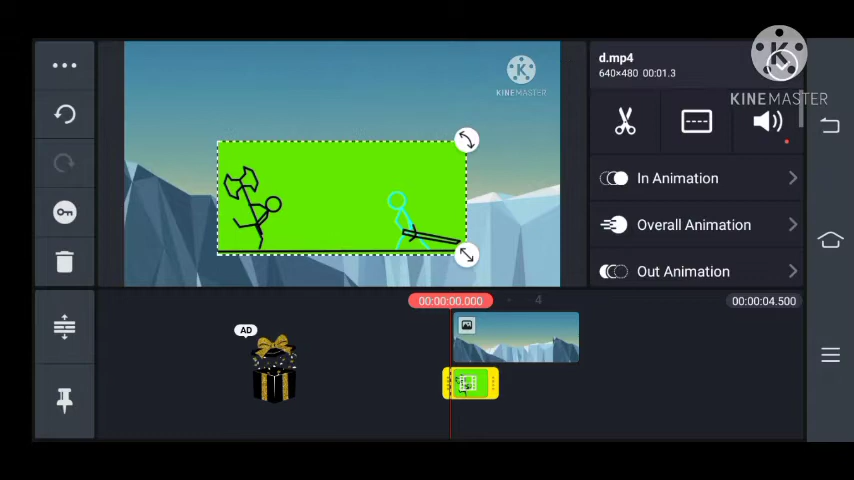 d.mp4
640×480 00:01.3
KINEMASTER
KINEMASTER
In Animation
Overall Animation
Out Animation
00:00:00.000
4
00:00:04.500
AD